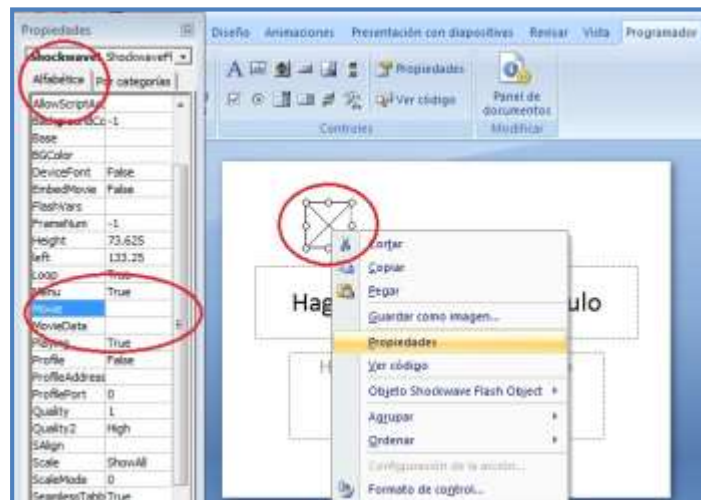 Propiedades
Shockwave1 ShockwaveFl
Alfabética Por categorías
AllowScriptAc
-1
Base
BGColor
DeviceFont False
EmbedMovie False
FlashVars
FrameNum -1
Height 73.625
left 133.25
Loop True
Menu True
Movie
MovieData
Playing True
Profile False
ProfileAddress
ProfilePort 0
Quality 1
Quality2 High
SAlign
Scale ShowAll
ScaleMode 0
SeamlessTabb True
Diseño Animaciones Presentación con diapositivas Revisar Vista Programador
Propiedades
Ver código
Controles
Panel de
documentos
Modificar
Hag
ulo
H
Cortar
Copiar
Pegar
Guardar como imagen...
Propiedades
Ver código
Objeto Shockwave Flash Object
Agrupar
Ordenar
Configuración de la acción...
Formato de control...